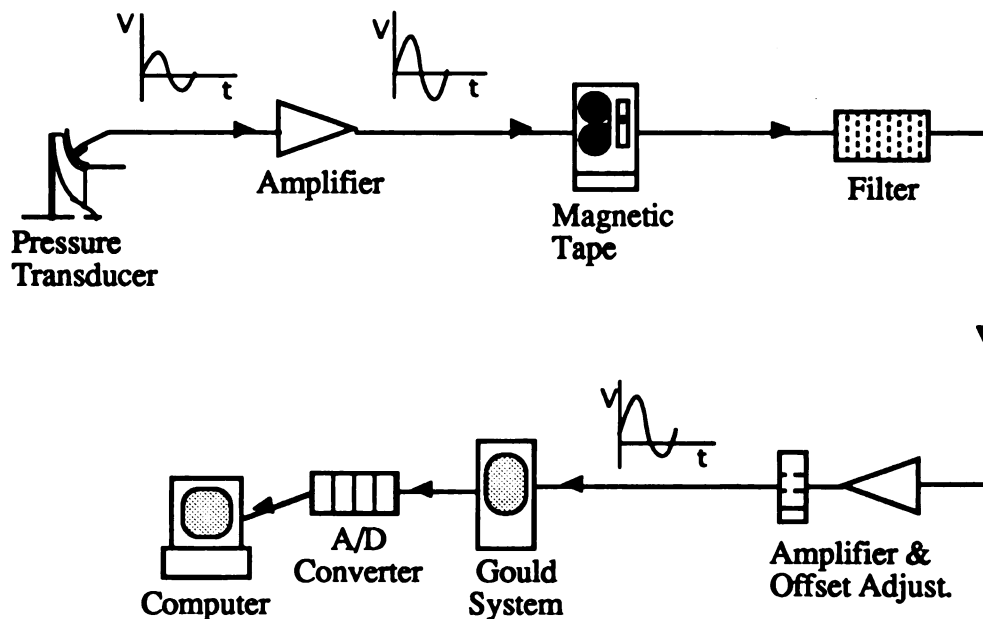 V
t
V
t
Amplifier
Magnetic
Tape
Filter
Pressure
Transducer
V
t
Amplifier &
Offset Adjust.
Gould
System
A/D
Converter
Computer